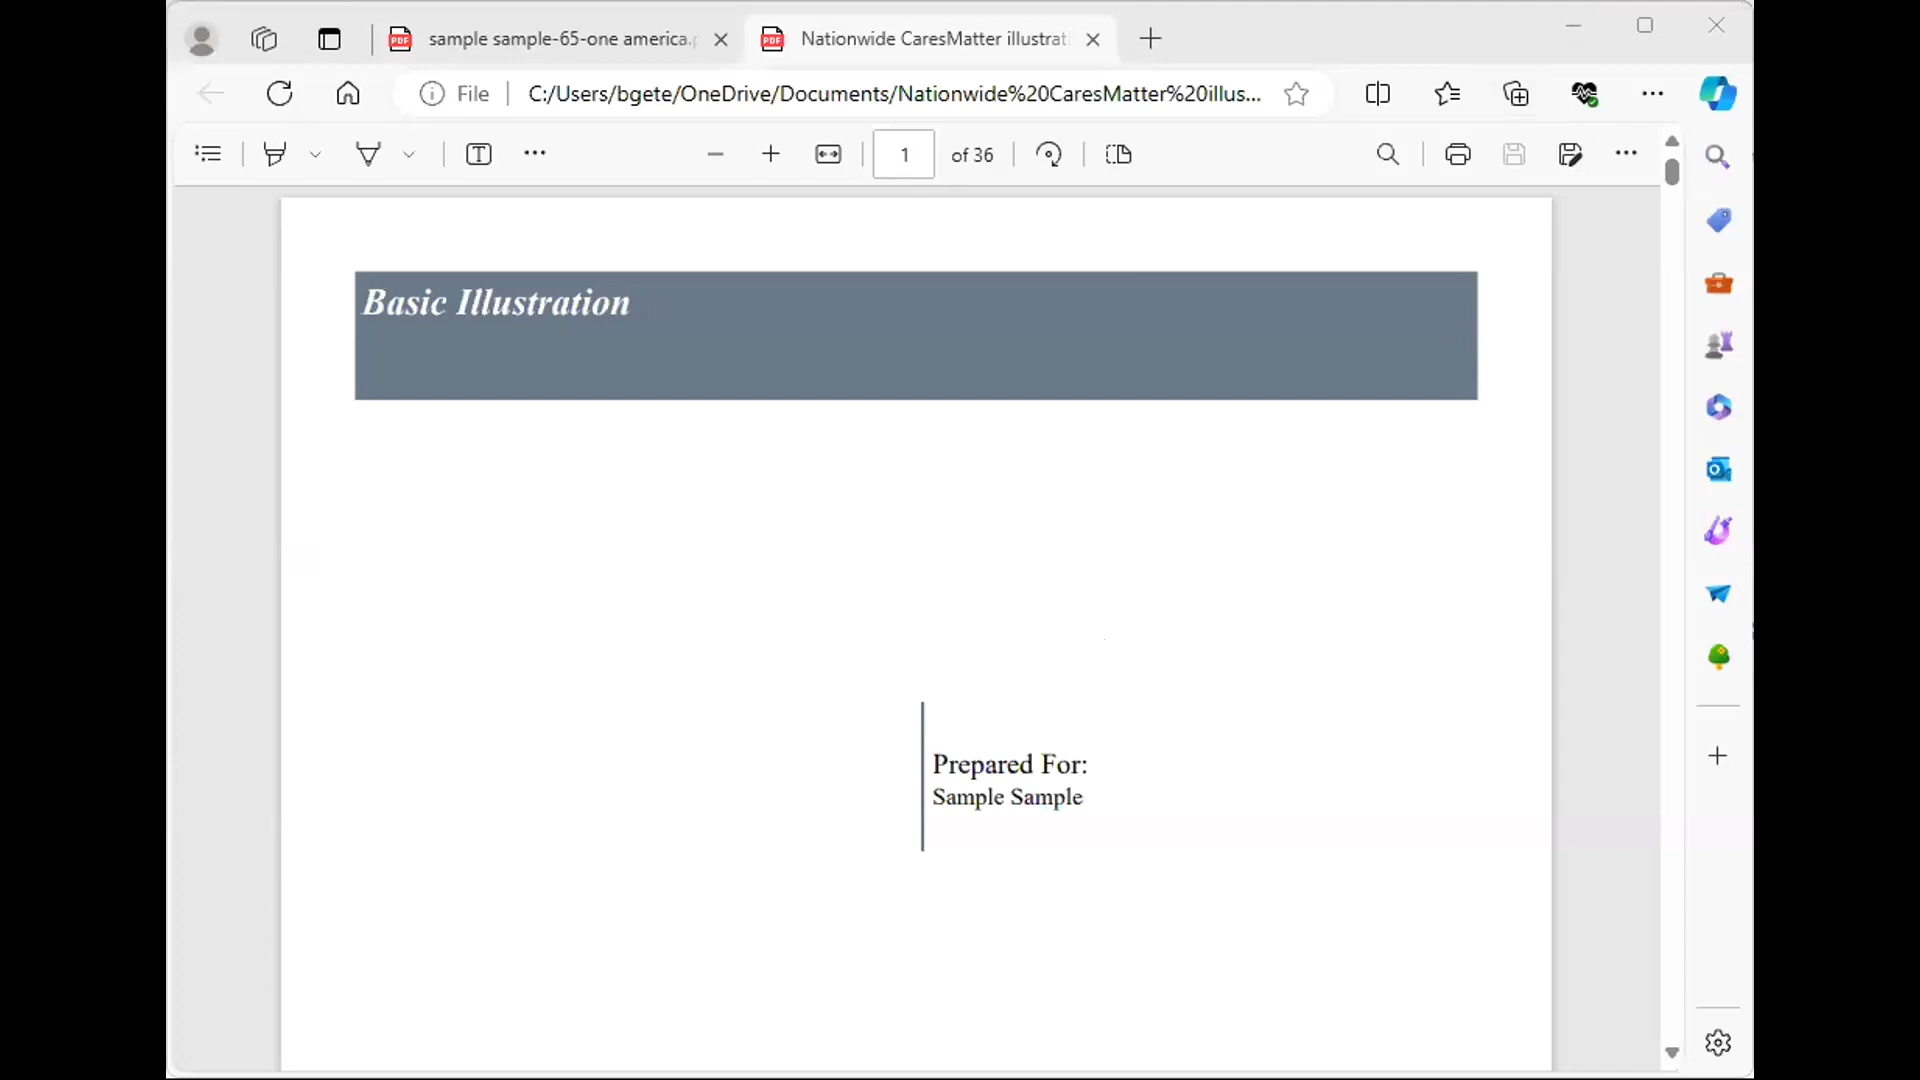 sample sample-65-one america.p
Nationwide CaresMatter illustrat
File
C:/Users/bgete/OneDrive/Documents/Nationwide%20CaresMatter%20illus...
1
of 36
Basic Illustration
Prepared For:
Sample Sample